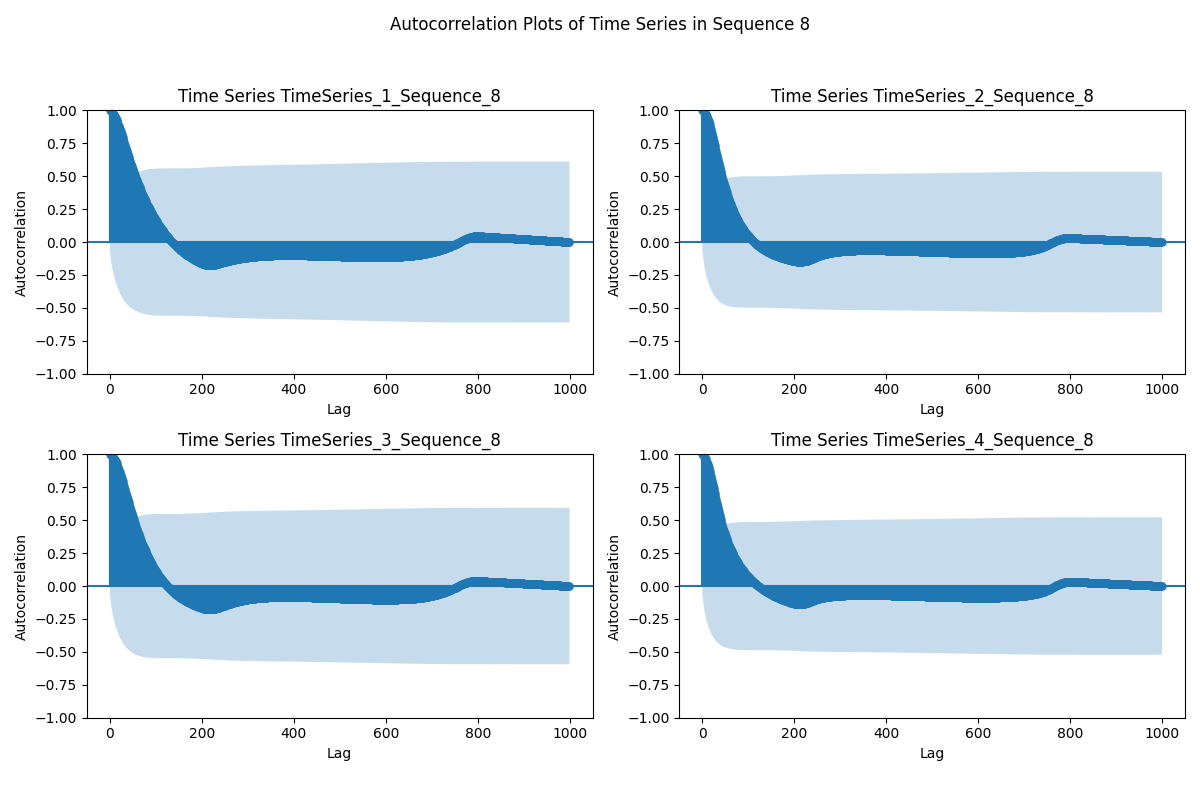 Autocorrelation Plots of Time Series in Sequence 8
Time Series TimeSeries_1_Sequence_8
1.00
0.75
0.50
0.25
0.00
−0.25
−0.50
−0.75
−1.00
Autocorrelation
0 200 400 600 800 1000
Lag
Time Series TimeSeries_2_Sequence_8
1.00
0.75
0.50
0.25
0.00
−0.25
−0.50
−0.75
−1.00
Autocorrelation
0 200 400 600 800 1000
Lag
Time Series TimeSeries_3_Sequence_8
1.00
0.75
0.50
0.25
0.00
−0.25
−0.50
−0.75
−1.00
Autocorrelation
0 200 400 600 800 1000
Lag
Time Series TimeSeries_4_Sequence_8
1.00
0.75
0.50
0.25
0.00
−0.25
−0.50
−0.75
−1.00
Autocorrelation
0 200 400 600 800 1000
Lag